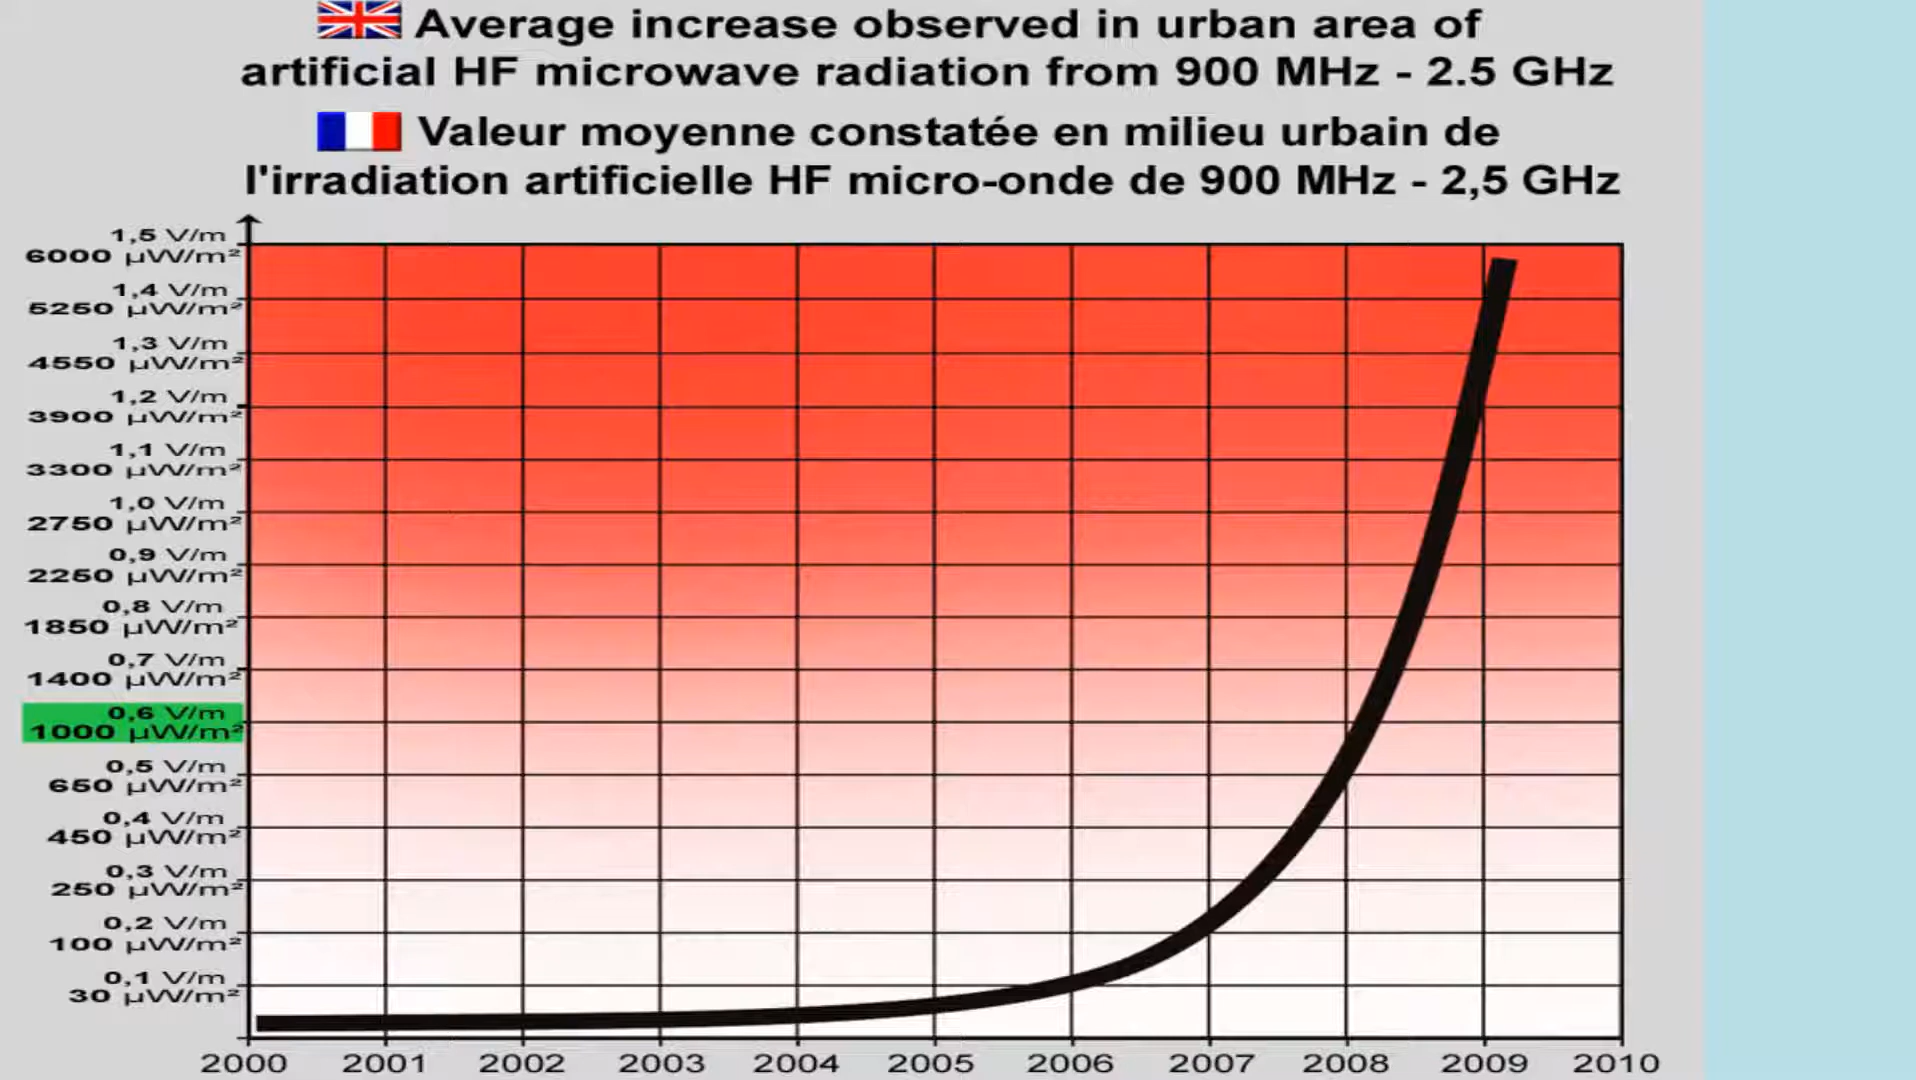 Average increase observed in urban area of
artificial HF microwave radiation from 900 MHz - 2.5 GHz
Valeur moyenne constatée en milieu urbain de
l'irradiation artificielle HF micro-onde de 900 MHz - 2,5 GHz
1,5 V/m
6000 µW/m²
1,4 V/m
5250 µW/m²
1,3 V/m
4550 µW/m²
1,2 V/m
3900 µW/m²
1,1 V/m
3300 µW/m²
1,0 V/m
2750 µW/m²
0,9 V/m
2250 µW/m²
0,8 V/m
1850 µW/m²
0,7 V/m
1400 µW/m²
0,6 V/m
1000 µW/m²
0,5 V/m
650 µW/m²
0,4 V/m
450 µW/m²
0,3 V/m
250 µW/m²
0,2 V/m
100 µW/m²
0,1 V/m
30 µW/m²
2000 2001 2002 2003 2004 2005 2006 2007 2008 2009 2010